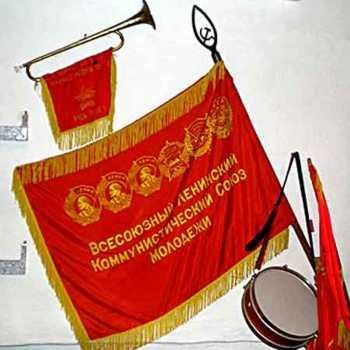 Всесоюзный Ленинский
Коммунистический Союз
Молодежи